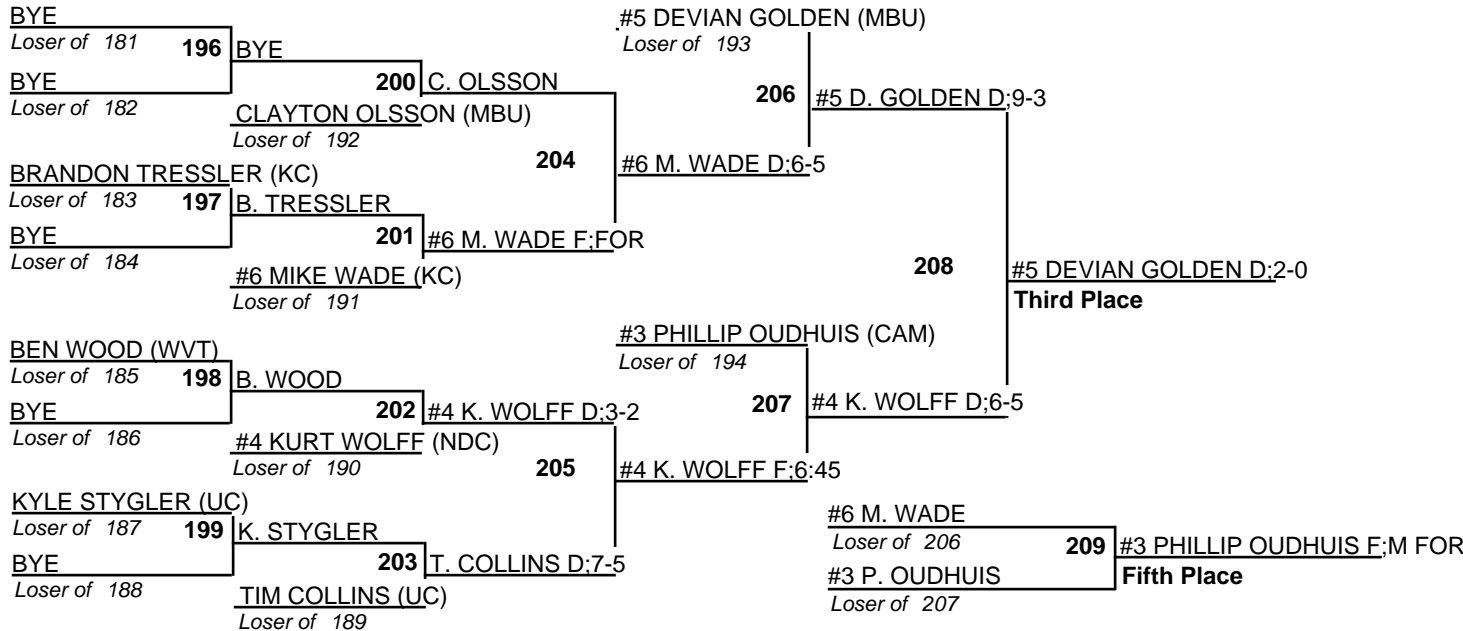 BYE
Loser of 181
196
BYE
BYE
Loser of 182
200
C. OLSSON
CLAYTON OLSSON (MBU)
Loser of 192
BRANDON TRESSLER (KC)
Loser of 183
197
B. TRESSLER
BYE
Loser of 184
201
#6 M. WADE F;FOR
#6 MIKE WADE (KC)
Loser of 191
204
#6 M. WADE D;6-5
#5 DEVIAN GOLDEN (MBU)
Loser of 193
206
#5 D. GOLDEN D;9-3
BEN WOOD (WVT)
Loser of 185
198
B. WOOD
BYE
Loser of 186
202
#4 K. WOLFF D;3-2
#4 KURT WOLFF (NDC)
Loser of 190
KYLE STYGLER (UC)
Loser of 187
199
K. STYGLER
BYE
Loser of 188
203
T. COLLINS D;7-5
TIM COLLINS (UC)
Loser of 189
205
#4 K. WOLFF F;6:45
#3 PHILLIP OUDHUIS (CAM)
Loser of 194
207
#4 K. WOLFF D;6-5
208
#5 DEVIAN GOLDEN D;2-0
Third Place
#6 M. WADE
Loser of 206
209
#3 PHILLIP OUDHUIS F;M FOR
Fifth Place
#3 P. OUDHUIS
Loser of 207